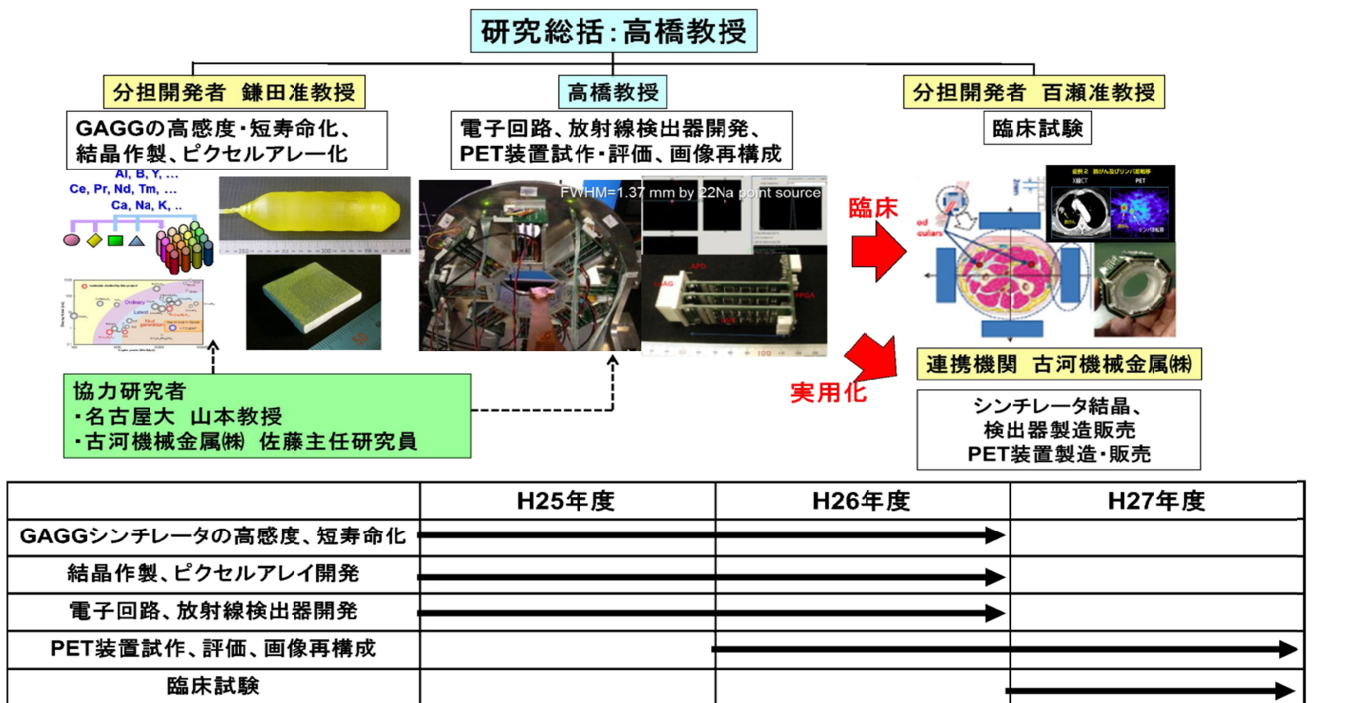 研究総括:高橋教授
分担開発者 鎌田准教授
高橋教授
分担開発者 百瀬准教授
GAGGの高感度・短寿命化、
結晶作製、ピクセルアレー化
電子回路、放射線検出器開発、
PET装置試作・評価、画像再構成
臨床試験
Al, B, Y, ...
Ce, Pr, Nd, Tm, ...
Ca, Na, K, ..
Ordinary
Latest
Next
generation
FWHM=1.37 mm by 22Na point source
APD
FPGA
臨床
実用化
X線CT
PET
協力研究者
・名古屋大 山本教授
・古河機械金属㈱ 佐藤主任研究員
連携機関 古河機械金属㈱
シンチレータ結晶、
検出器製造販売
PET装置製造・販売
H25年度 H26年度 H27年度
GAGGシンチレータの高感度、短寿命化
結晶作製、ピクセルアレイ開発
電子回路、放射線検出器開発
PET装置試作、評価、画像再構成
臨床試験